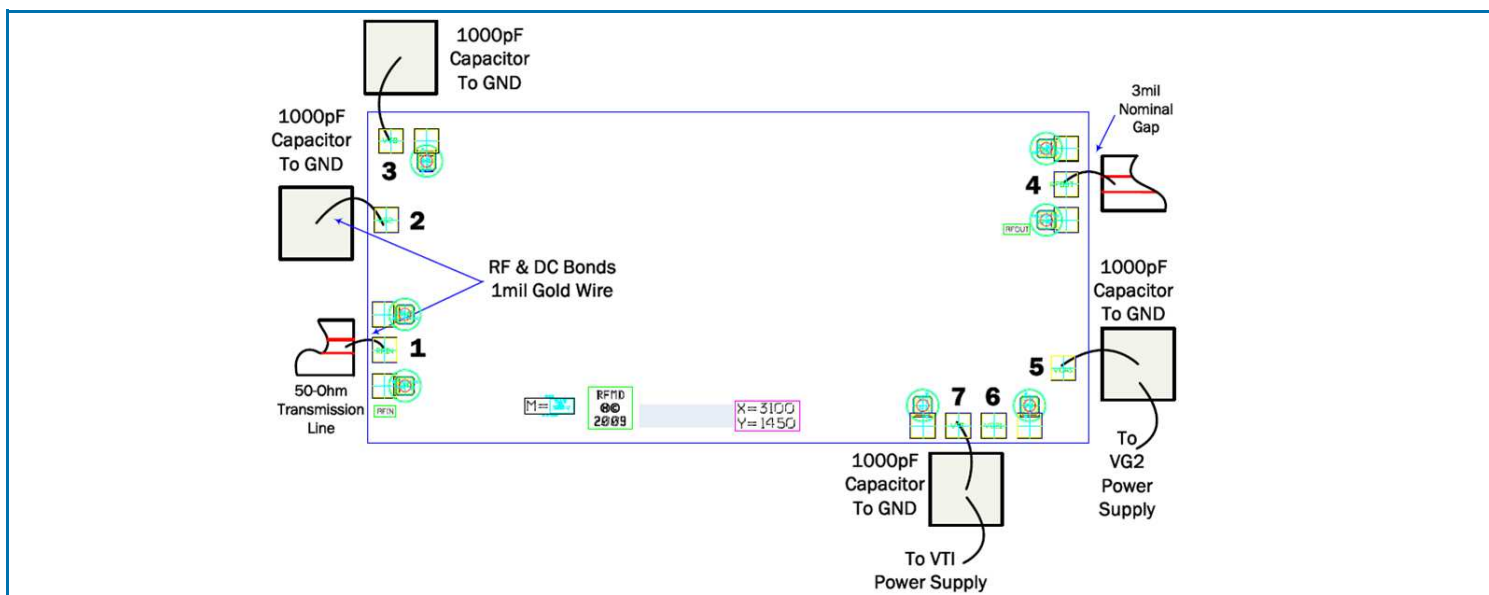 1000pF
Capacitor
To GND
1000pF
Capacitor
To GND
3mil
Nominal
Gap
3
4
2
RFOUT
RF & DC Bonds
1mil Gold Wire
1000pF
Capacitor
To GND
1
50-Ohm
Transmission
Line
RFIN
M=
RFMD
®©
2009
X=3100
Y=1450
5
7 6
1000pF
Capacitor
To GND
To
VG2
Power
Supply
To VTI
Power Supply